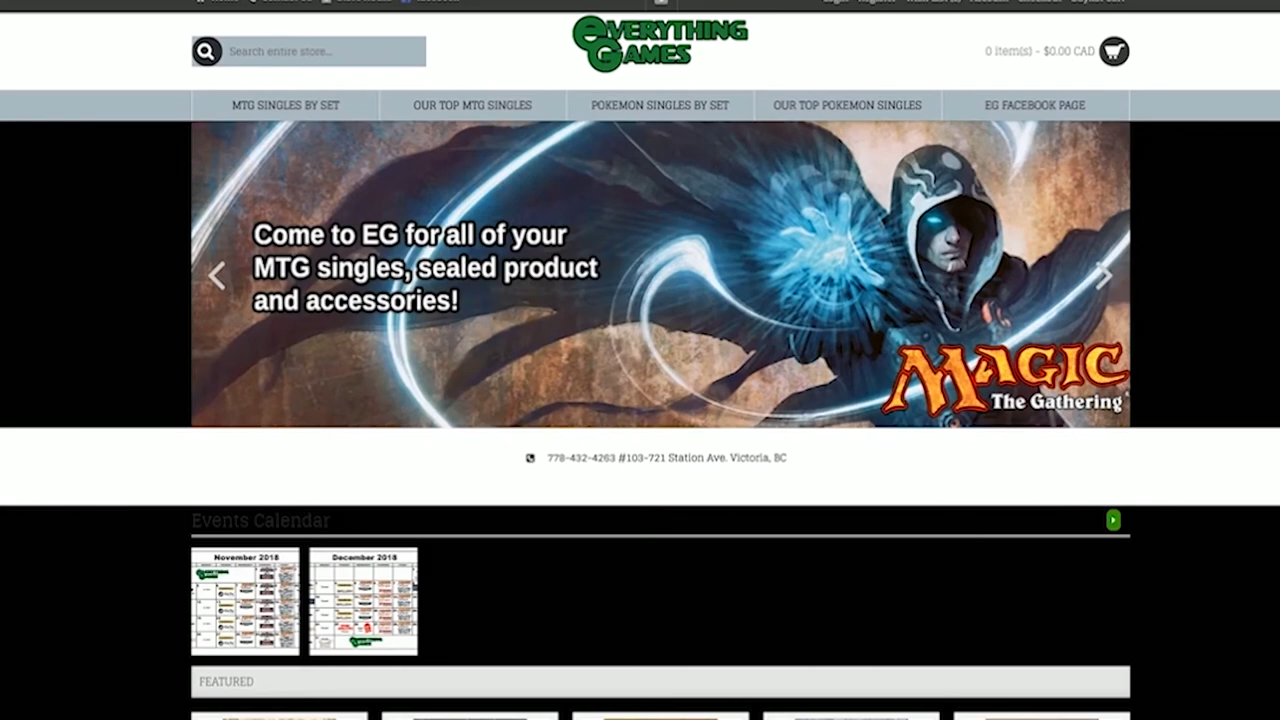 Search entire store...
EVERYTHING
GAMES
0 item(s) - $0.00 CAD
MTG SINGLES BY SET
OUR TOP MTG SINGLES
POKEMON SINGLES BY SET
OUR TOP POKEMON SINGLES
EG FACEBOOK PAGE
Come to EG for all of your
MTG singles, sealed product
and accessories!
MAGIC
The Gathering
778-432-4263 #103-721 Station Ave. Victoria, BC
Events Calendar
November 2018
December 2018
FEATURED